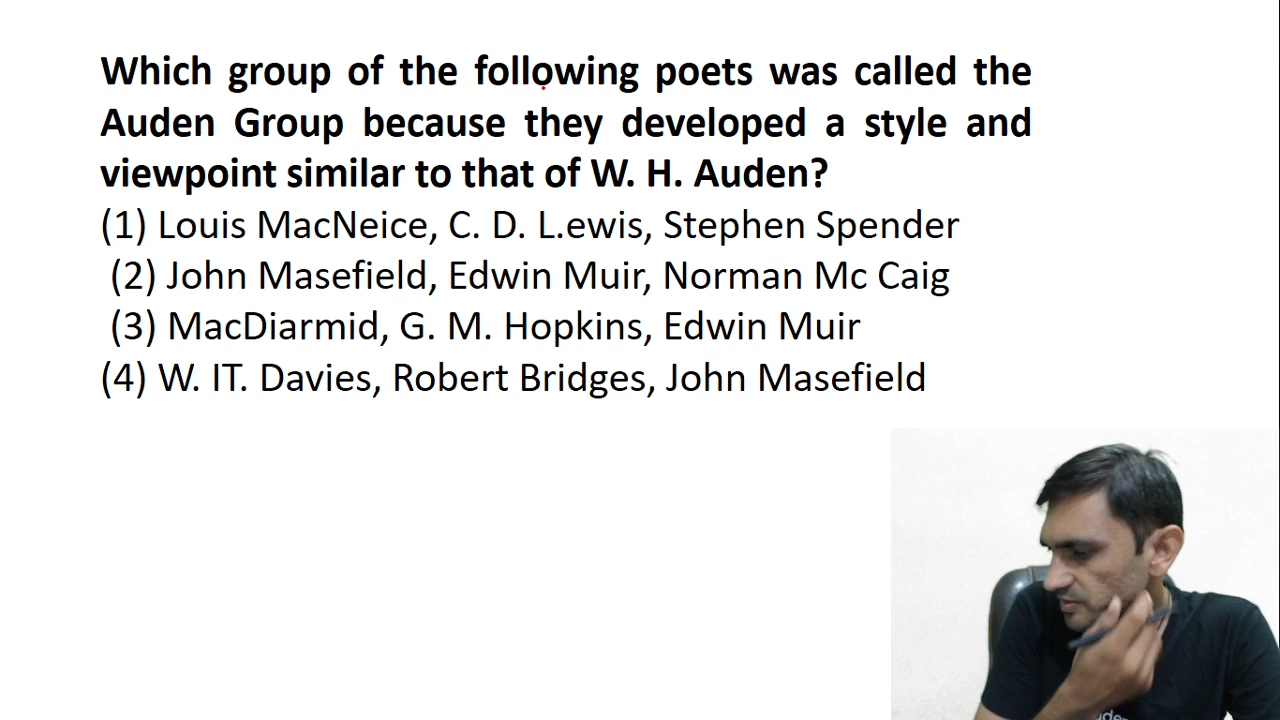 Which group of the following poets was called the
Auden Group because they developed a style and
viewpoint similar to that of W. H. Auden?
(1) Louis MacNeice, C. D. L.ewis, Stephen Spender
(2) John Masefield, Edwin Muir, Norman Mc Caig
(3) MacDiarmid, G. M. Hopkins, Edwin Muir
(4) W. IT. Davies, Robert Bridges, John Masefield